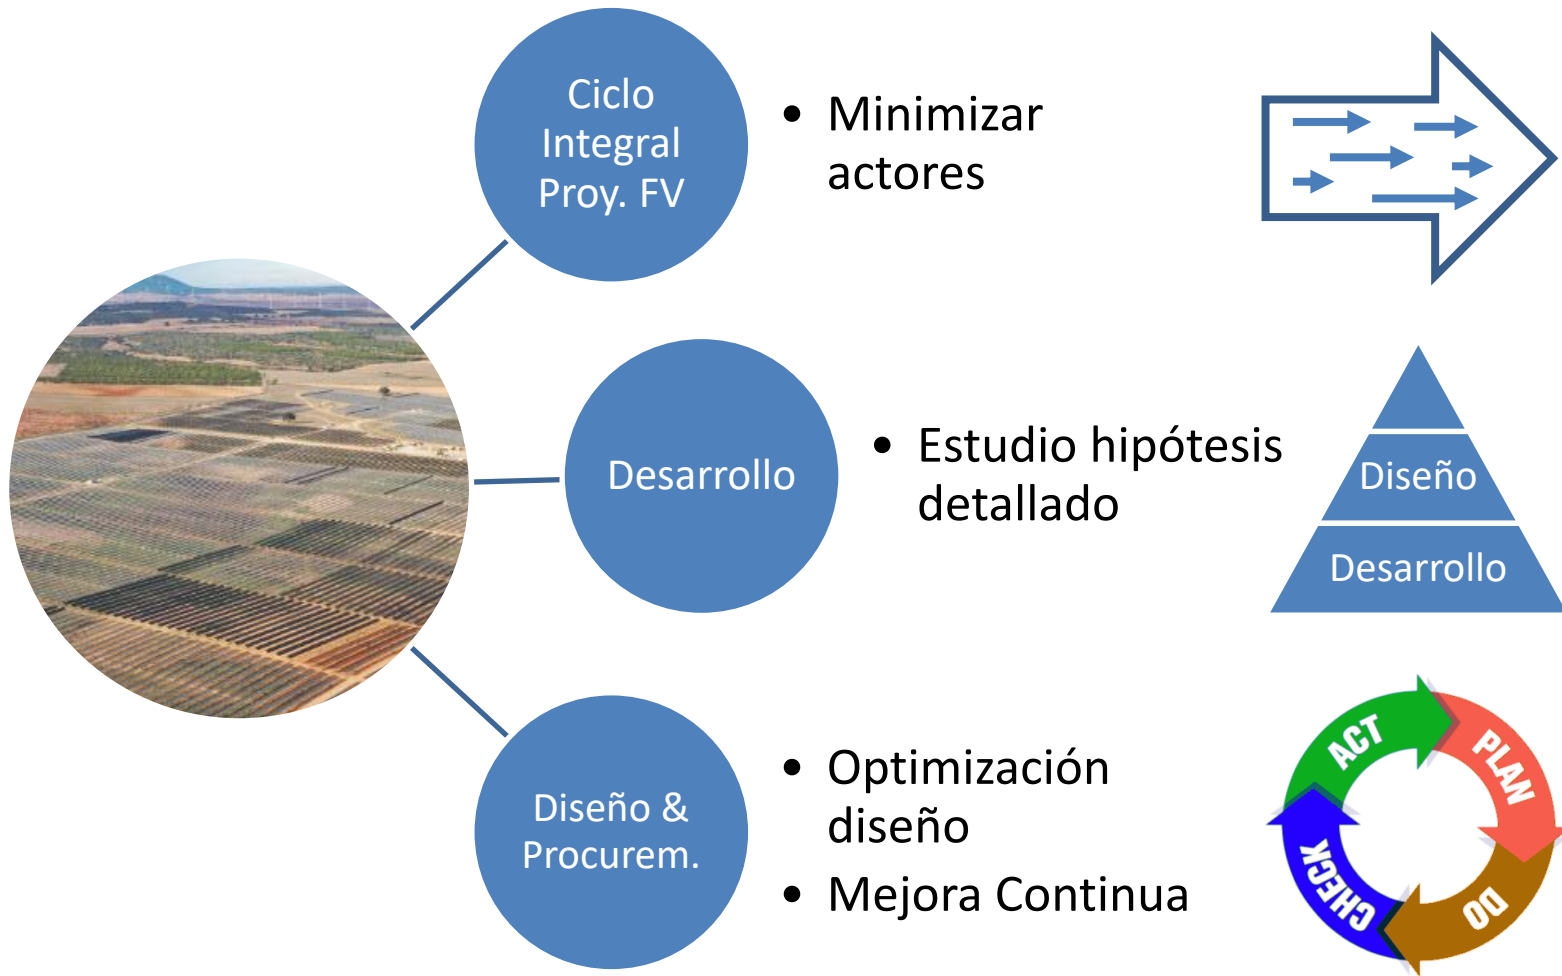 Ciclo
Integral
Proy. FV
• Minimizar
actores
Desarrollo
• Estudio hipótesis
detallado
Diseño
Desarrollo
Diseño &
Procurem.
• Optimización
diseño
• Mejora Continua
ACT
PLAN
DO
CHECK